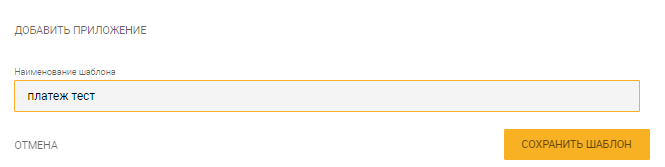 ДОБАВИТЬ ПРИЛОЖЕНИЕ
Наименование шаблона
платеж тест
ОТМЕНА
СОХРАНИТЬ ШАБЛОН